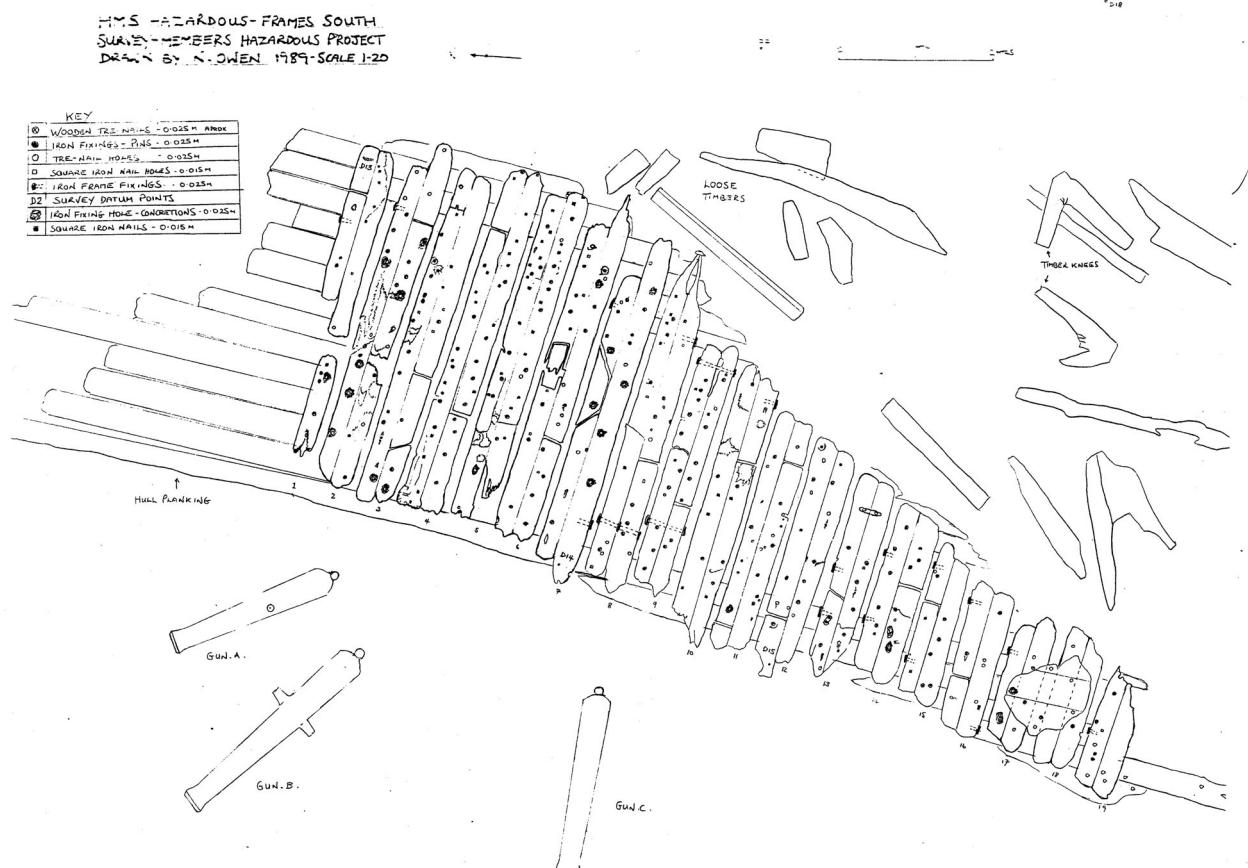 HMS HAZARDOUS - FRAMES SOUTH
SURVEY - MEMBERS HAZARDOUS PROJECT
DRAWN BY N. OWEN 1989 - SCALE 1-20
D18
KEY
WOODEN TRE-NAILS - 0.025M APROX
IRON FIXINGS - PINS - 0.025M
TRE-NAIL HOLES - 0.025M
SQUARE IRON NAIL HOLES - 0.015M
IRON FRAME FIXINGS - 0.025M
D2 SURVEY DATUM POINTS
IRON FIXING HOLE - CONCRETIONS - 0.025M
SQUARE IRON NAILS - 0.015M
D13
LOOSE
TIMBERS
TIMBER KNEES
HULL PLANKING
1
2
3
4
5
6
D14
7
8
9
10
11
D15
12
13
14
15
16
17
18
19
GUN.A.
GUN.B.
GUN.C.